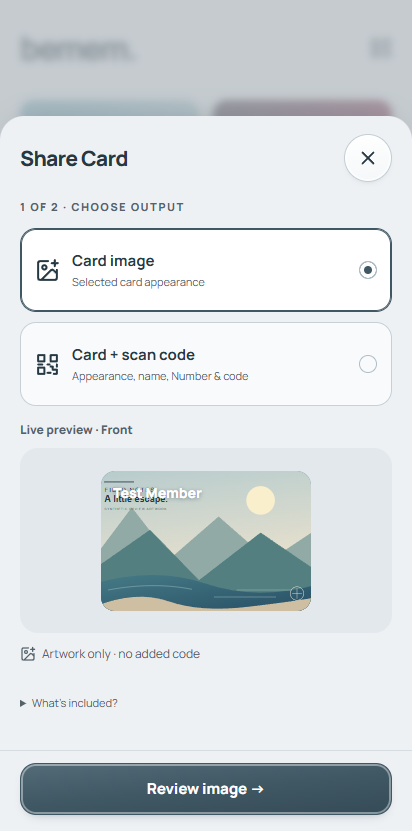 bemem.
Share Card
1 OF 2 · CHOOSE OUTPUT
Card image
Selected card appearance
Card + scan code
Appearance, name, Number & code
Live preview · Front
Test Member
A little escape.
Artwork only · no added code
What's included?
Review image →